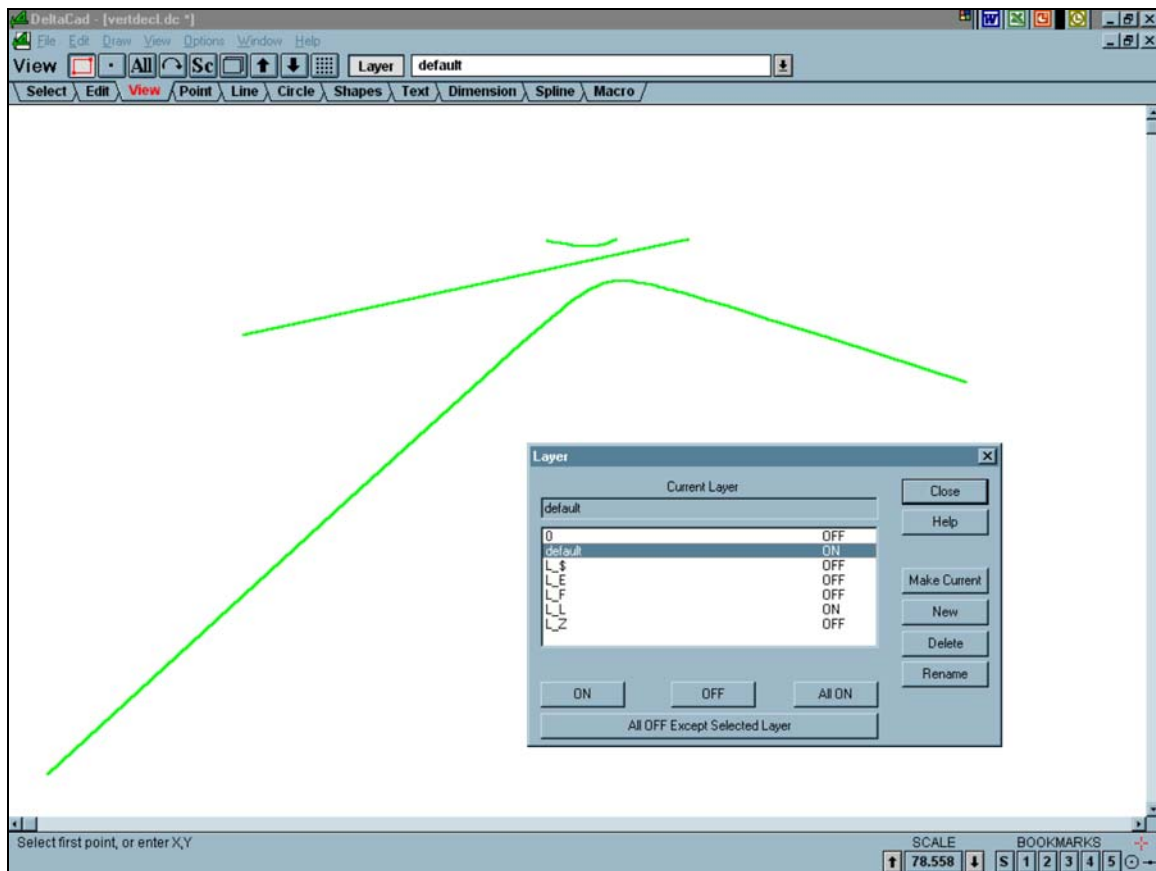 DeltaCad - [vertdecl.dc *]
File Edit Draw View Options Window Help
View All Sc Layer default
Select Edit View Point Line Circle Shapes Text Dimension Spline Macro
Layer
Current Layer
default
0 OFF
default ON
L_$ OFF
L_E OFF
L_F OFF
L_L ON
L_Z OFF
Close
Help
Make Current
New
Delete
Rename
ON OFF All ON
All OFF Except Selected Layer
Select first point, or enter X,Y
SCALE BOOKMARKS
78.558 S 1 2 3 4 5